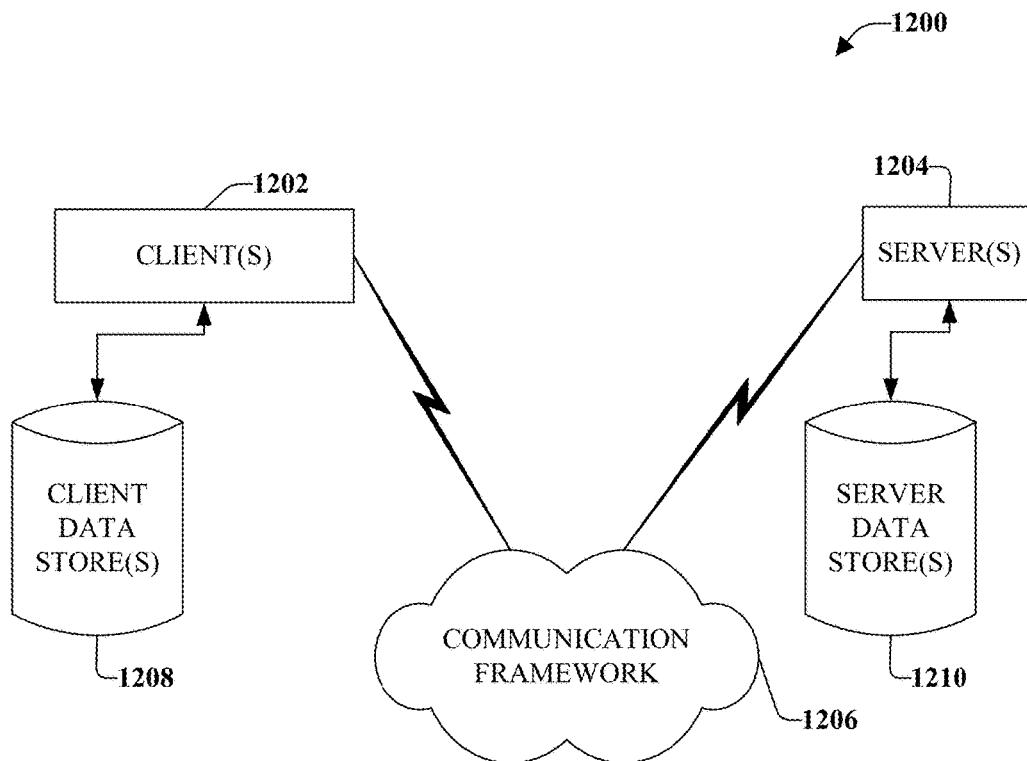 1200
1202
1204
CLIENT(S)
SERVER(S)
CLIENT
DATA
STORE(S)
SERVER
DATA
STORE(S)
COMMUNICATION
FRAMEWORK
1208
1210
1206